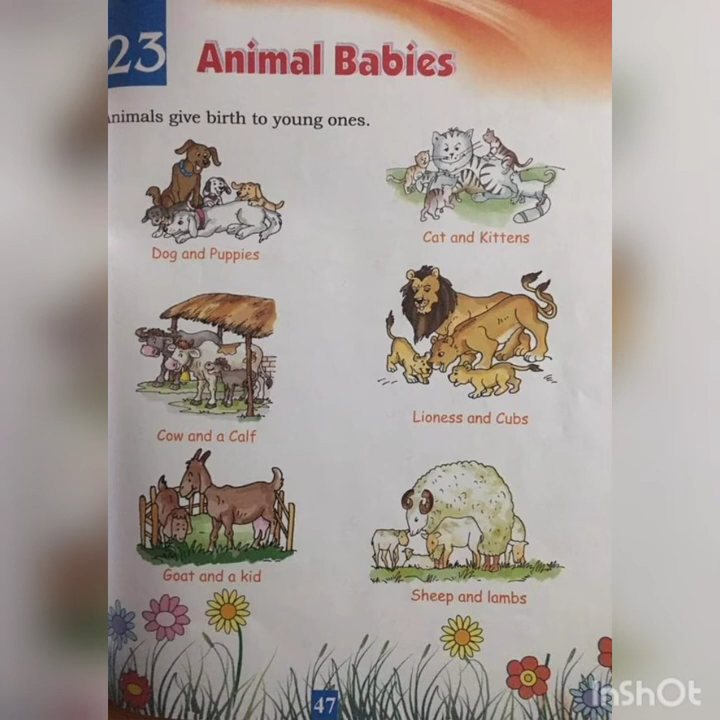 23
Animal Babies
nimals give birth to young ones.
Dog and Puppies
Cat and Kittens
Cow and a Calf
Lioness and Cubs
Goat and a kid
Sheep and lambs
47
InShOt